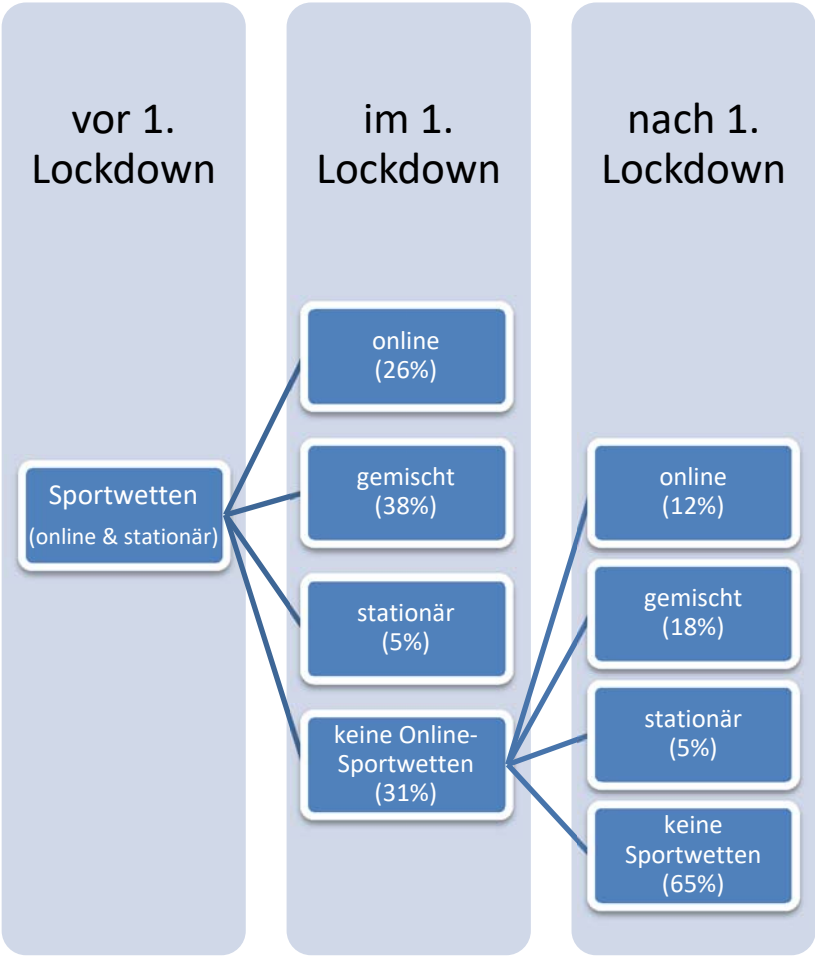 vor 1.
Lockdown
im 1.
Lockdown
nach 1.
Lockdown
Sportwetten
(online & stationär)
online
(26%)
gemischt
(38%)
stationär
(5%)
keine Online-
Sportwetten
(31%)
online
(12%)
gemischt
(18%)
stationär
(5%)
keine
Sportwetten
(65%)